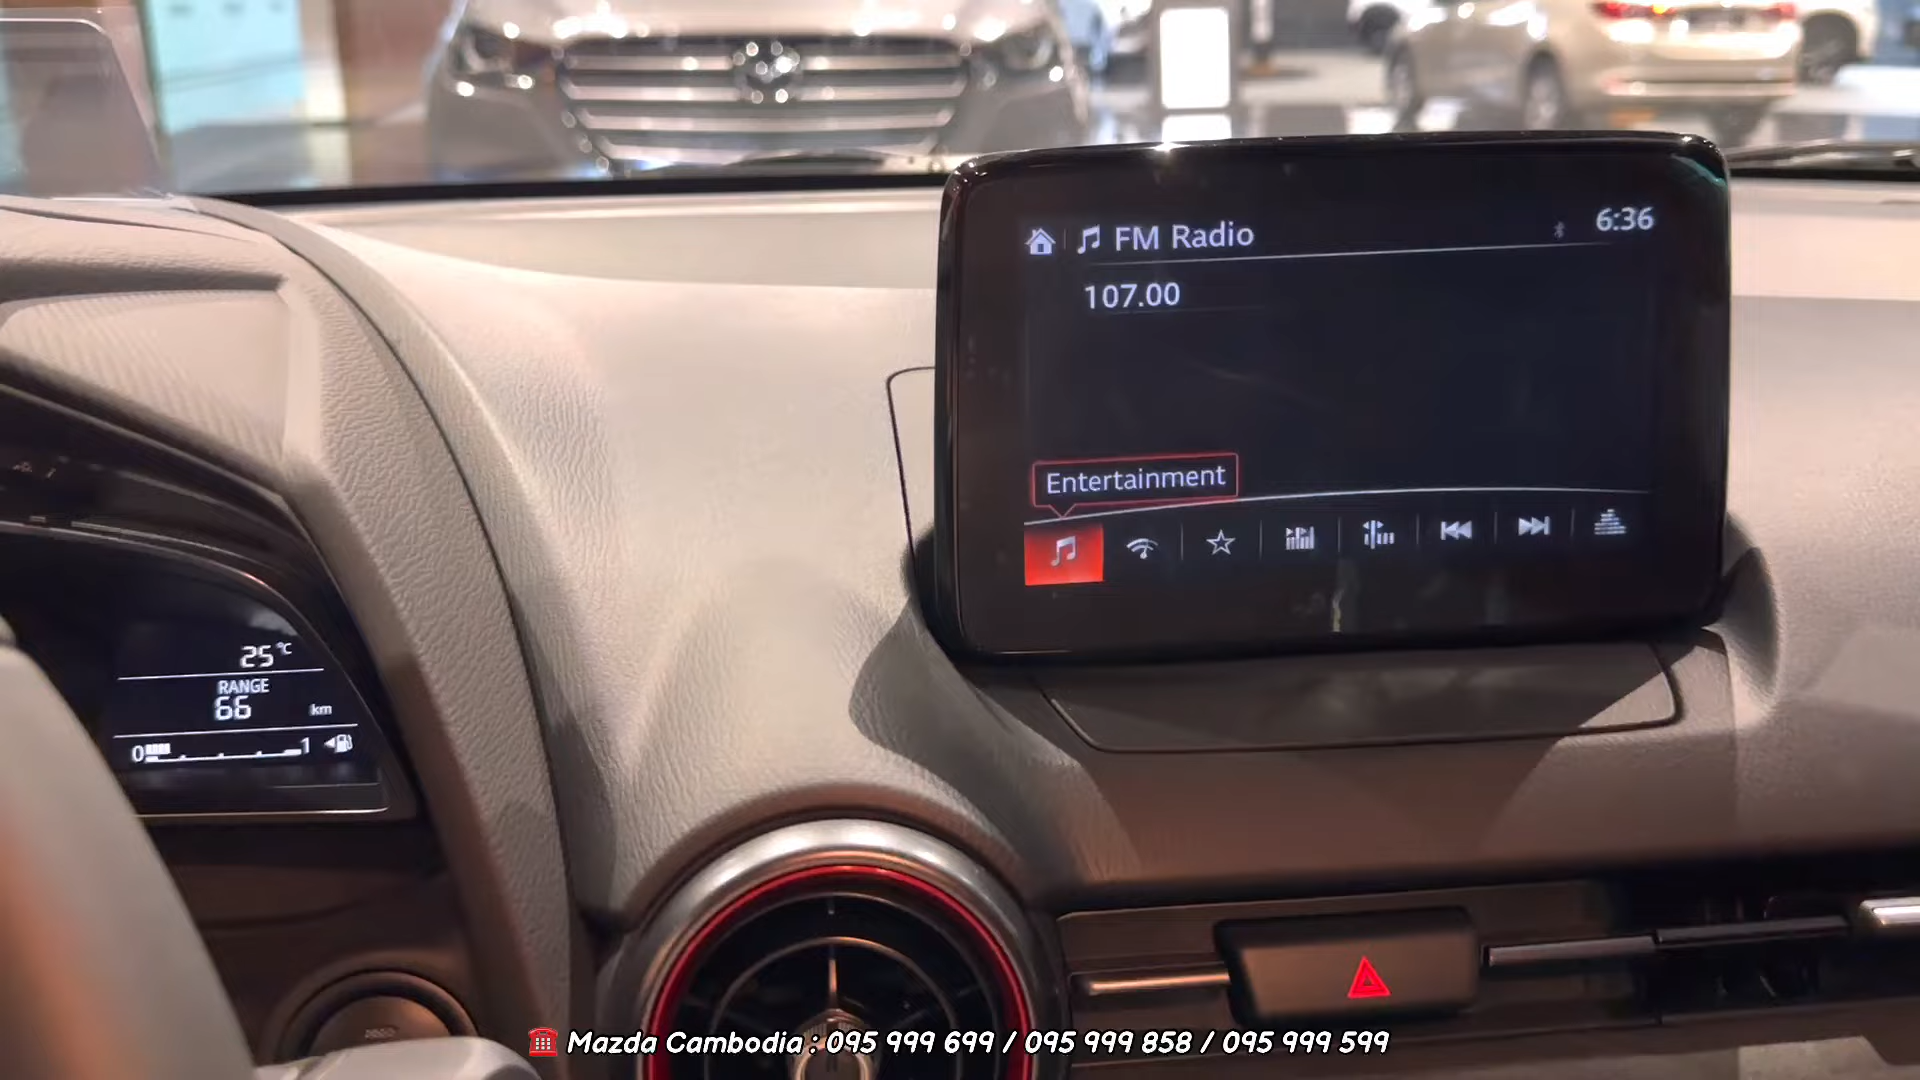 FM Radio
6:36
107.00
Entertainment
25°C
RANGE
66 km
0 1
Mazda Cambodia : 095 999 699 / 095 999 858 / 095 999 599